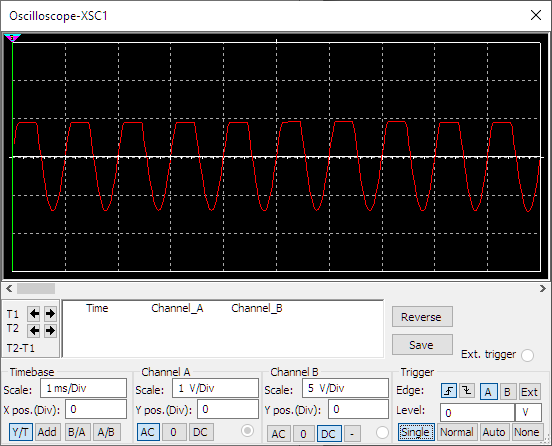 Oscilloscope-XSC1
Time Channel_A Channel_B
T1
T2
T2-T1
Reverse
Save
Ext. trigger
Timebase
Scale: 1 ms/Div
X pos.(Div): 0
Y/T Add B/A A/B
Channel A
Scale: 1 V/Div
Y pos.(Div): 0
AC 0 DC
Channel B
Scale: 5 V/Div
Y pos.(Div): 0
AC 0 DC -
Trigger
Edge: A B Ext
Level: 0 V
Single Normal Auto None